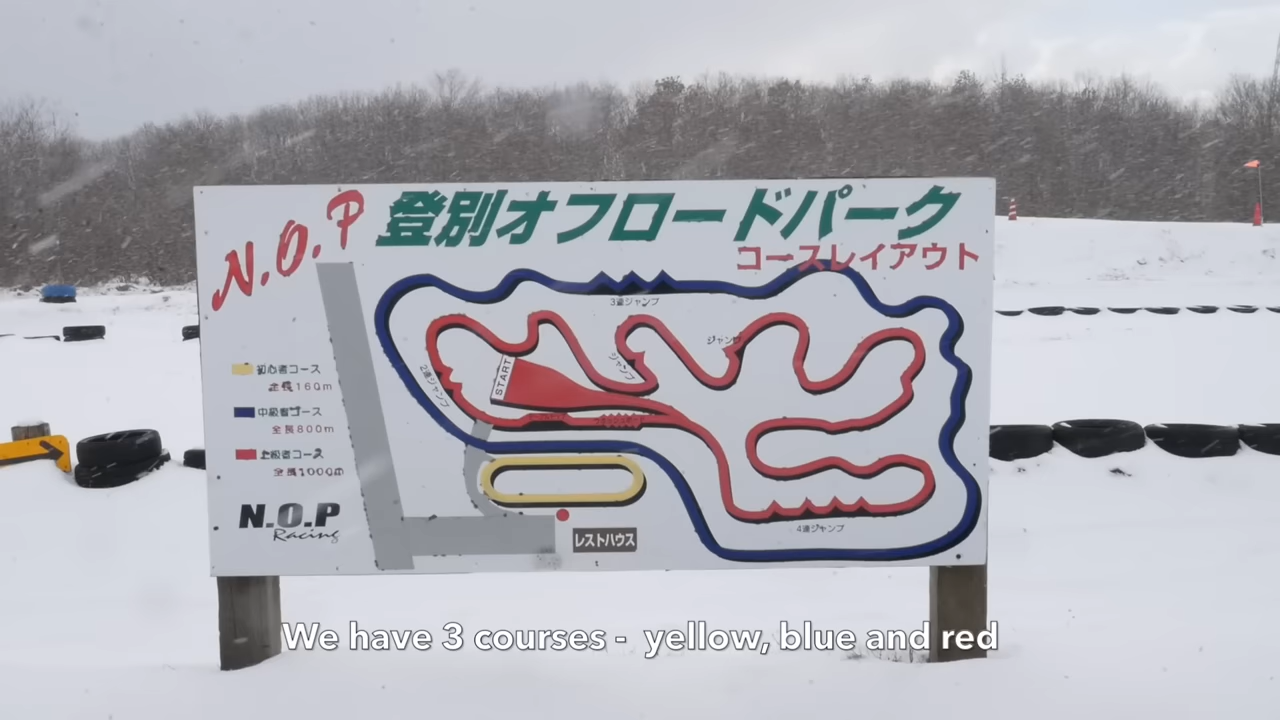 N.O.P
登別オフロードパーク
コースレイアウト
3連ジャンプ
ジャンプ
ジャンプ
2連ジャンプ
START
初心者コース
全長160m
中級者コース
全長800m
上級者コース
全長1000m
4連ジャンプ
N.O.P
Racing
レストハウス
We have 3 courses - yellow, blue and red